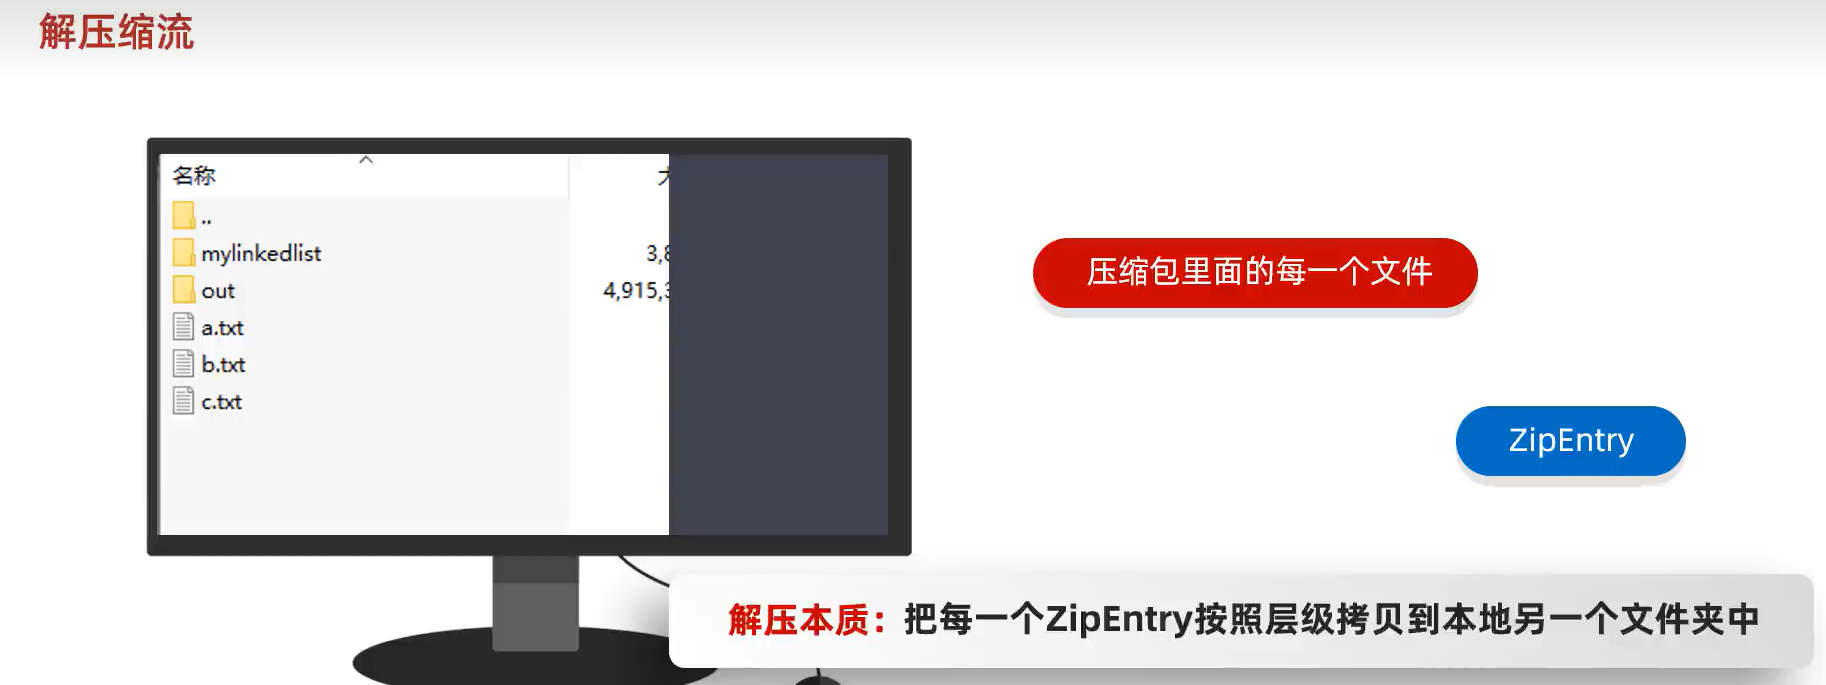 解压缩流
名称
..
mylinkedlist
out
4,915,3
a.txt
b.txt
c.txt
压缩包里面的每一个文件
ZipEntry
解压本质：把每一个ZipEntry按照层级拷贝到本地另一个文件夹中